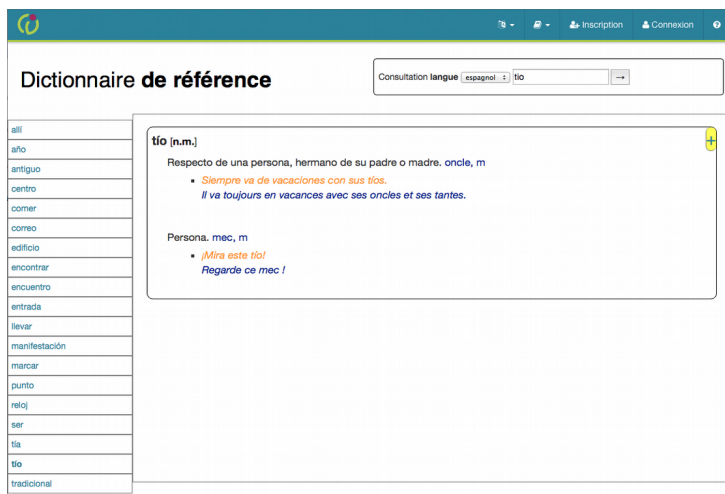 Inscription
Connexion
Dictionnaire de référence
Consultation langue espagnol tio →
allí
año
antiguo
centro
comer
correo
edificio
encontrar
encuentro
entrada
llevar
manifestación
marcar
punto
reloj
ser
tía
tío
tradicional
tío [n.m.]
+
Respecto de una persona, hermano de su padre o madre. oncle, m
Siempre va de vacaciones con sus tíos.
Il va toujours en vacances avec ses oncles et ses tantes.
Persona. mec, m
¡Mira este tío!
Regarde ce mec !